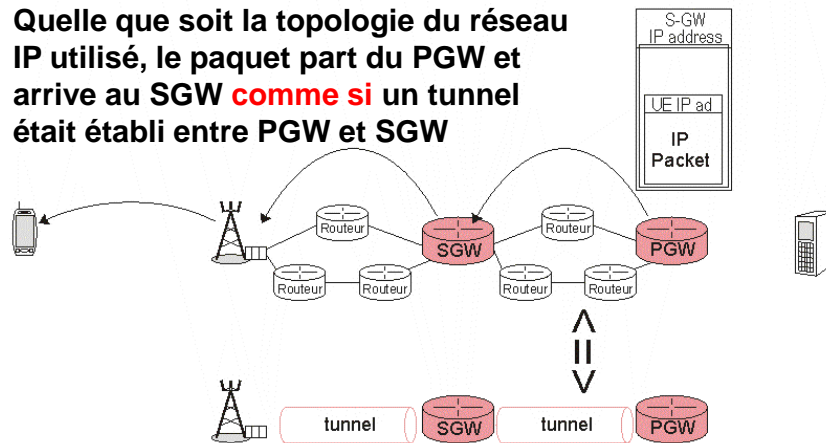 Quelle que soit la topologie du réseau
IP utilisé, le paquet part du PGW et
arrive au SGW comme si un tunnel
était établi entre PGW et SGW
S-GW
IP address
UE IP ad
IP
Packet
Routeur
Routeur
SGW
PGW
Routeur
Routeur
Routeur
Routeur
<=>
tunnel
SGW
tunnel
PGW